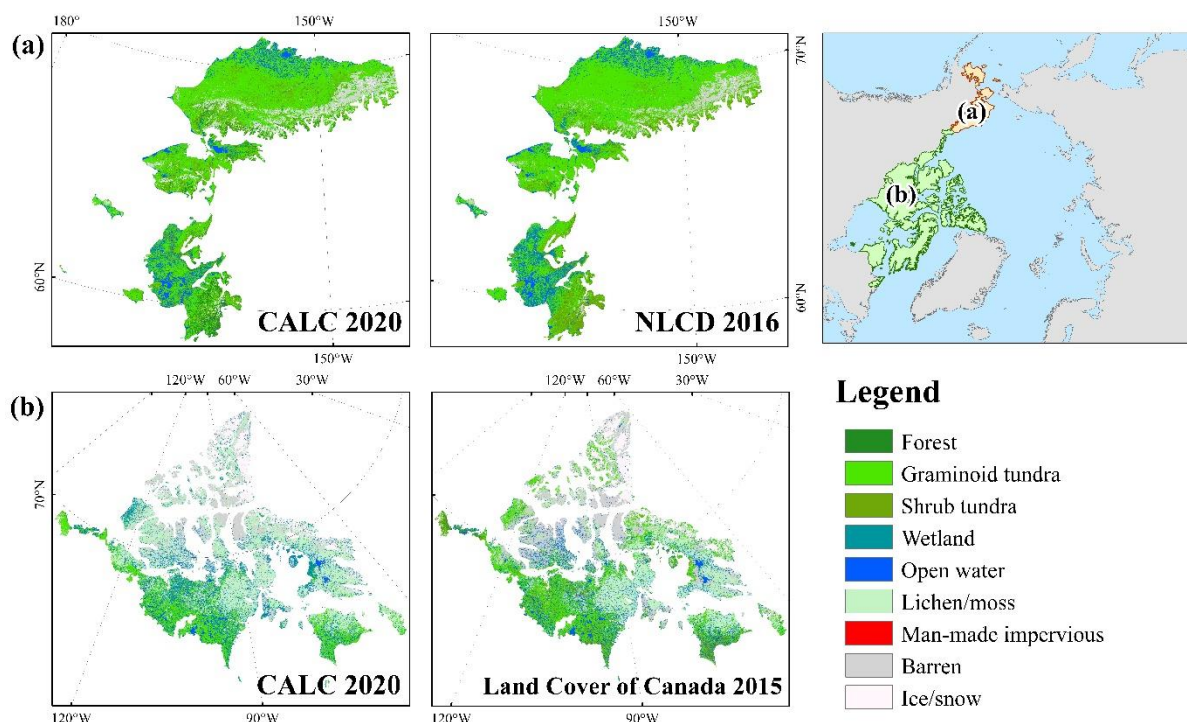 180°
150°W
150°W
(a)
70°N
60°N
60°N
CALC 2020
NLCD 2016
150°W
150°W
(a)
(b)
120°W 60°W 30°W
120°W 60°W 30°W
(b)
70°N
CALC 2020
Land Cover of Canada 2015
120°W
90°W
120°W
90°W
Legend
Forest
Graminoid tundra
Shrub tundra
Wetland
Open water
Lichen/moss
Man-made impervious
Barren
Ice/snow